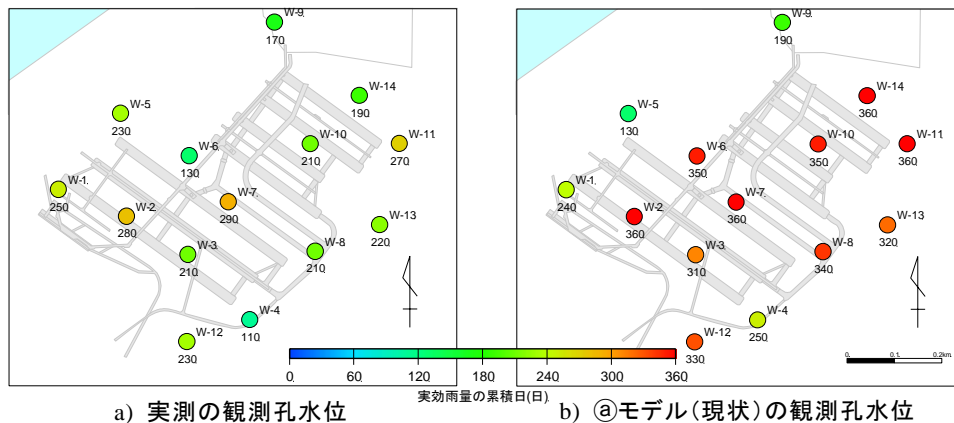 W-9
170
W-14
190
W-5
230
W-10
210
W-11
270
W-6
130
W-1
250
W-7
290
W-2
280
W-13
220
W-3
210
W-8
210
W-4
110
W-12
230
W-9
190
W-14
360
W-5
130
W-10
350
W-11
360
W-6
350
W-1
240
W-7
360
W-2
360
W-13
320
W-3
310
W-8
340
W-4
250
W-12
330
0. 0.1. 0.2km.
0. 60. 120. 180. 240. 300. 360.
実効雨量の累積日(日).
a) 実測の観測孔水位
b) ⓐモデル(現状)の観測孔水位